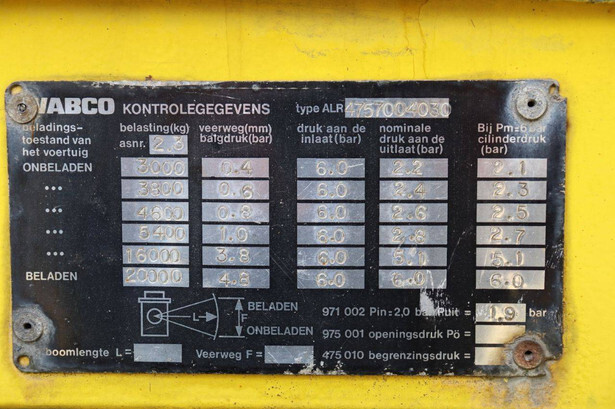 WABCO KONTROLEGEGEVENS type ALR 4757004030
beladings- toestand van het voertuig belasting(kg) asnr. 2.3 veerweg(mm) balgdruk(bar) druk aan de inlaat(bar) nominale druk aan de uitlaat(bar) Bij Pm=6 bar cilinderdruk (bar)
ONBELADEN 3000 0.4 6.0 2.2 2.1
''' 3900 0.6 6.0 2.4 2.3
''' 4600 0.8 6.0 2.6 2.5
''' 5400 1.0 6.0 2.8 2.7
''' 16000 3.8 6.0 5.1 5.1
BELADEN 20000 4.8 6.0 6.0 6.0
L F BELADEN
ONBELADEN
971 002 Pin=2,0 bar Puit = 1.9 bar
975 001 openingsdruk Pö =
boomlengte L = Veerweg F = 475 010 begrenzingsdruk =